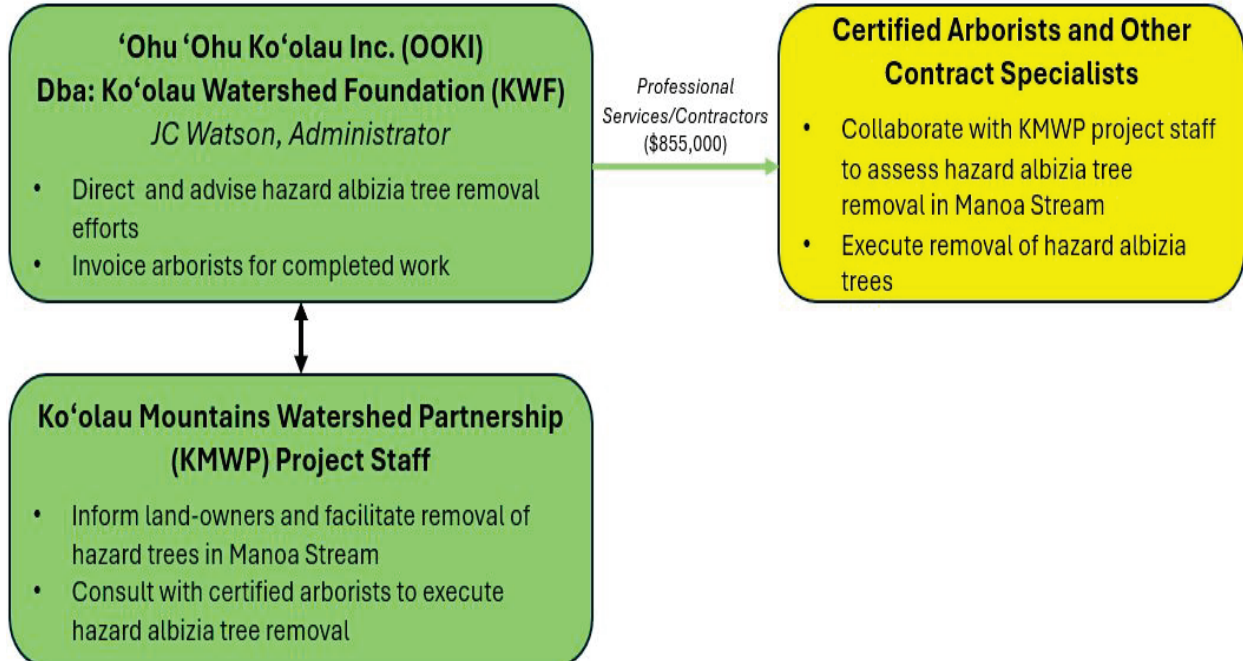 ʻOhu ʻOhu Koʻolau Inc. (OOKI)
Dba: Koʻolau Watershed Foundation (KWF)
JC Watson, Administrator
• Direct and advise hazard albizia tree removal
efforts
• Invoice arborists for completed work
Professional
Services/Contractors
($855,000)
Certified Arborists and Other
Contract Specialists
• Collaborate with KMWP project staff
to assess hazard albizia tree
removal in Manoa Stream
• Execute removal of hazard albizia
trees
Koʻolau Mountains Watershed Partnership
(KMWP) Project Staff
• Inform land-owners and facilitate removal of
hazard trees in Manoa Stream
• Consult with certified arborists to execute
hazard albizia tree removal